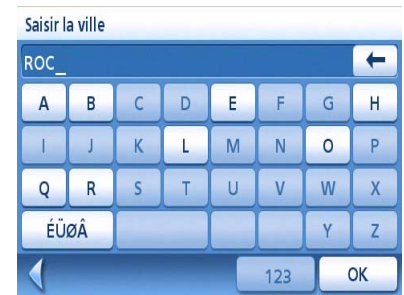 Saisir la ville
ROC_
A B C D E F G H
I J K L M N O P
Q R S T U V W X
ÉÜØÂ Y Z
123 OK